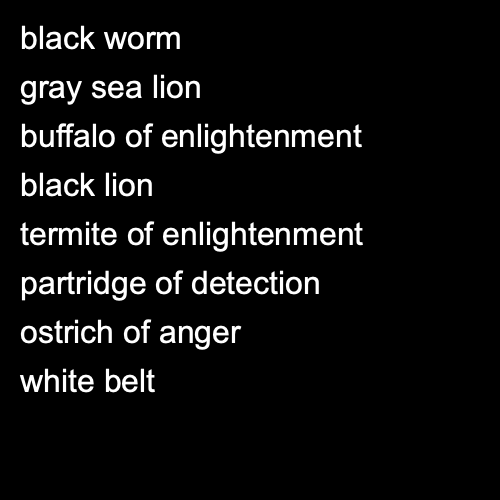 black worm
gray sea lion
buffalo of enlightenment
black lion
termite of enlightenment
partridge of detection
ostrich of anger
white belt